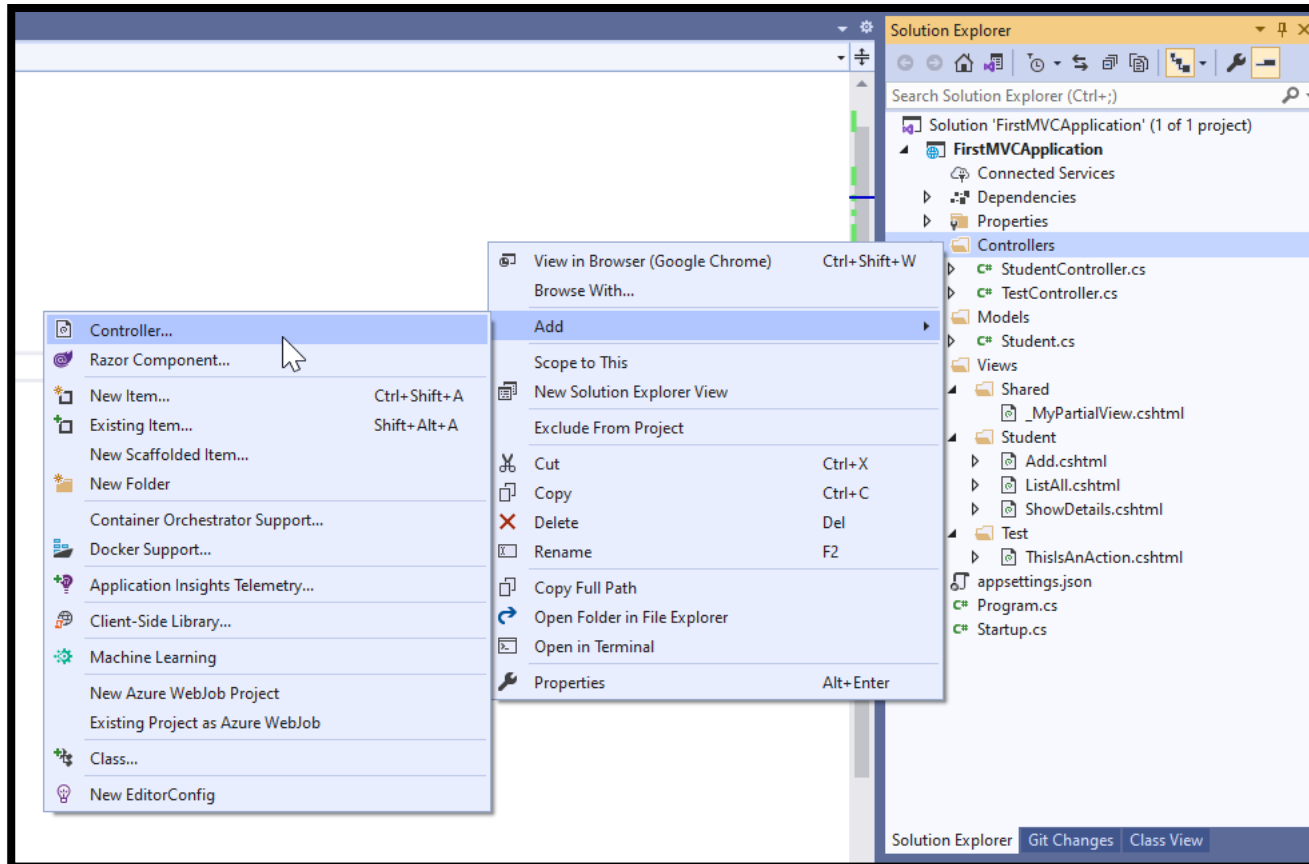 Solution Explorer
Search Solution Explorer (Ctrl+;)
Solution 'FirstMVCApplication' (1 of 1 project)
FirstMVCApplication
Connected Services
Dependencies
Properties
Controllers
C# StudentController.cs
C# TestController.cs
Models
C# Student.cs
Views
Shared
_MyPartialView.cshtml
Student
Add.cshtml
ListAll.cshtml
ShowDetails.cshtml
Test
ThisIsAnAction.cshtml
appsettings.json
C# Program.cs
C# Startup.cs
Solution Explorer Git Changes Class View
View in Browser (Google Chrome) Ctrl+Shift+W
Browse With...
Add
Scope to This
New Solution Explorer View
Exclude From Project
Cut Ctrl+X
Copy Ctrl+C
Delete Del
Rename F2
Copy Full Path
Open Folder in File Explorer
Open in Terminal
Properties Alt+Enter
Controller...
Razor Component...
New Item... Ctrl+Shift+A
Existing Item... Shift+Alt+A
New Scaffolded Item...
New Folder
Container Orchestrator Support...
Docker Support...
Application Insights Telemetry...
Client-Side Library...
Machine Learning
New Azure WebJob Project
Existing Project as Azure WebJob
Class...
New EditorConfig